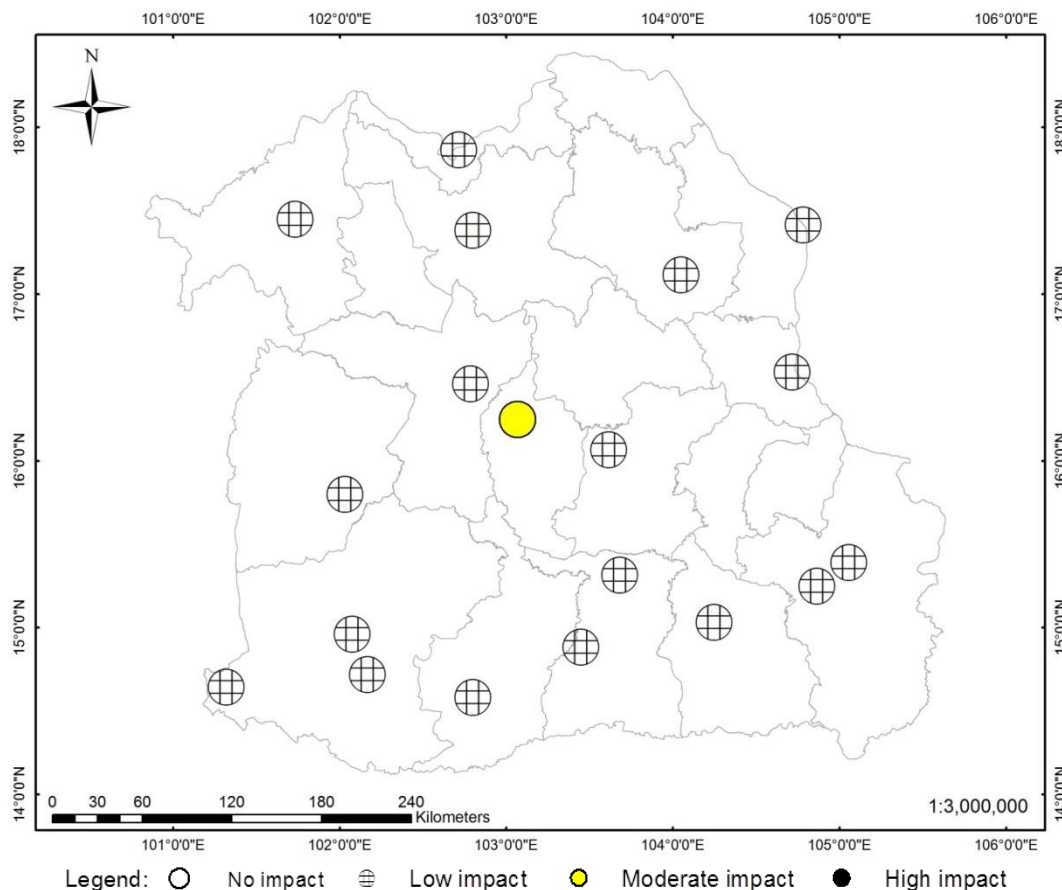 101°0'0"E 102°0'0"E 103°0'0"E 104°0'0"E 105°0'0"E 106°0'0"E
N
18°0'0"N 18°0'0"N
17°0'0"N 17°0'0"N
16°0'0"N 16°0'0"N
15°0'0"N 15°0'0"N
14°0'0"N 14°0'0"N
0 30 60 120 180 240
Kilometers
1:3,000,000
101°0'0"E 102°0'0"E 103°0'0"E 104°0'0"E 105°0'0"E 106°0'0"E
Legend: No impact Low impact Moderate impact High impact